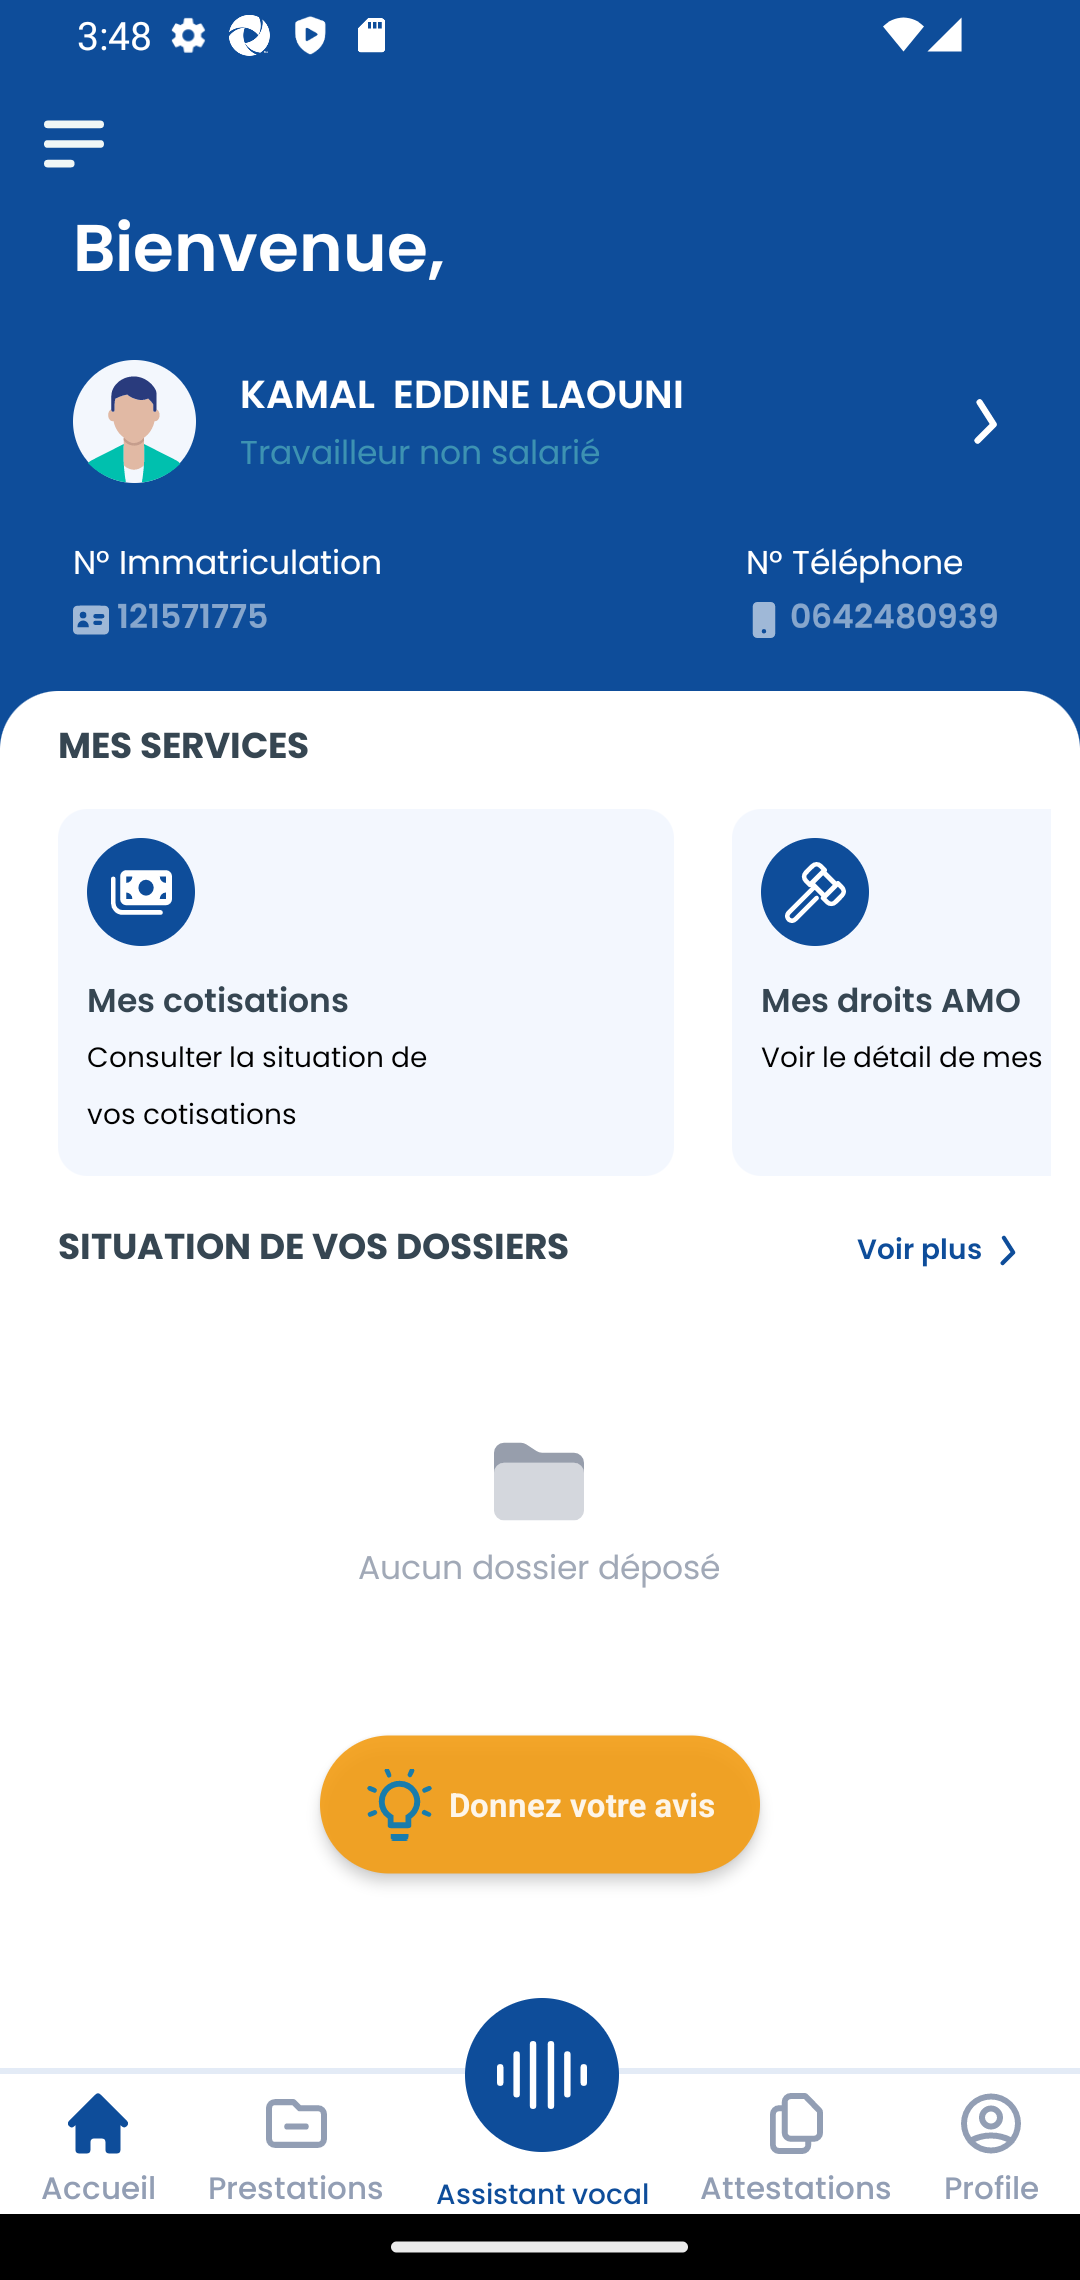 3:48
Bienvenue,
KAMAL  EDDINE LAOUNI
Travailleur non salarié
N° Immatriculation
N° Téléphone
121571775
0642480939
MES SERVICES
Mes cotisations
Consulter la situation de
vos cotisations
Mes droits AMO
Voir le détail de mes
SITUATION DE VOS DOSSIERS
Voir plus
Aucun dossier déposé
Donnez votre avis
Accueil
Prestations
Assistant vocal
Attestations
Profile